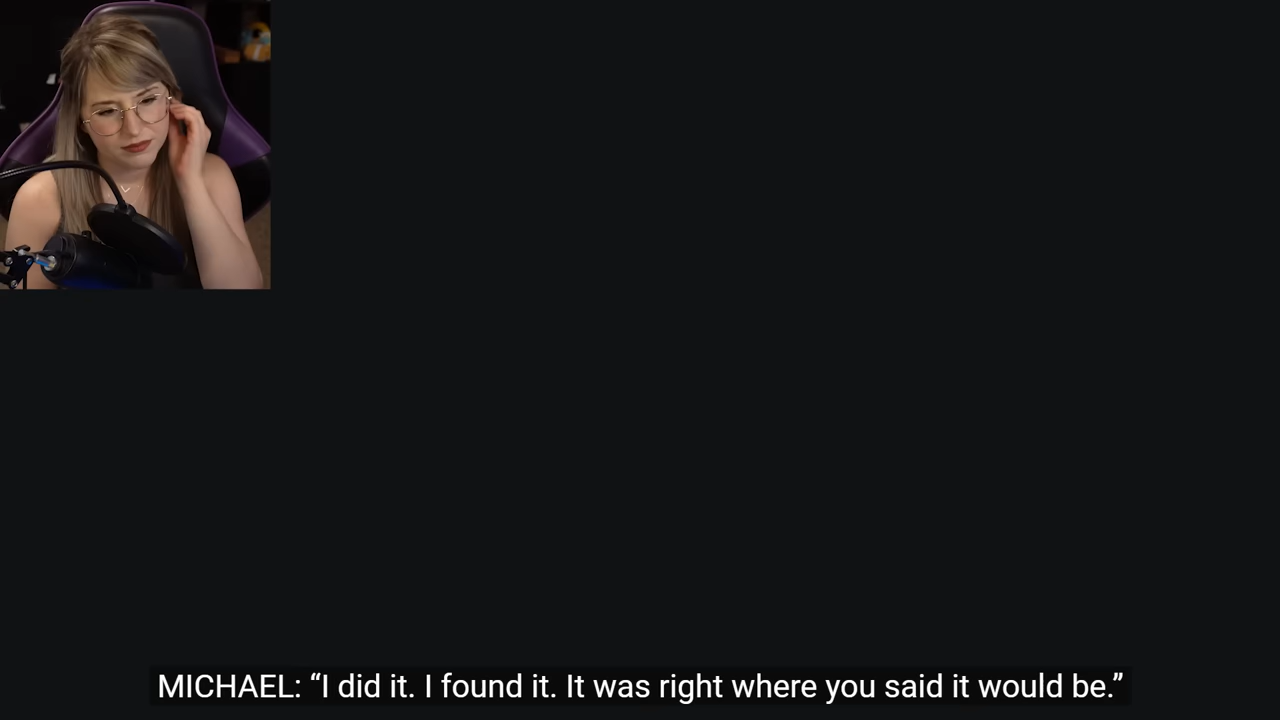 MICHAEL: “I did it. I found it. It was right where you said it would be.”